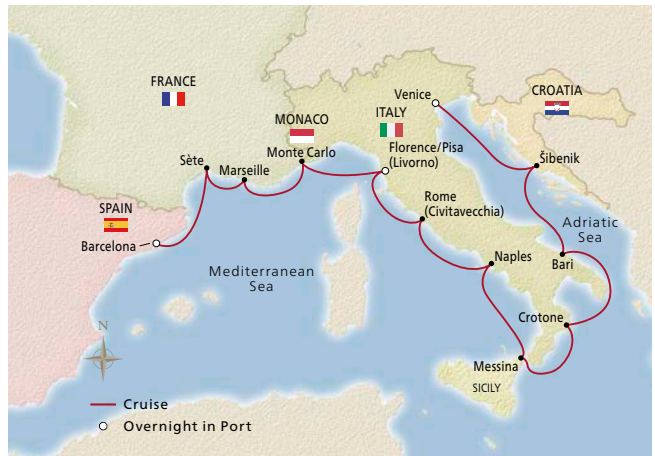 FRANCE
CROATIA
Venice
ITALY
MONACO
Monte Carlo
Florence/Pisa
(Livorno)
Sète
Marseille
Šibenik
SPAIN
Rome
(Civitavecchia)
Adriatic
Sea
Barcelona
Naples
Bari
Mediterranean
Sea
Crotone
N
Messina
SICILY
Cruise
Overnight in Port